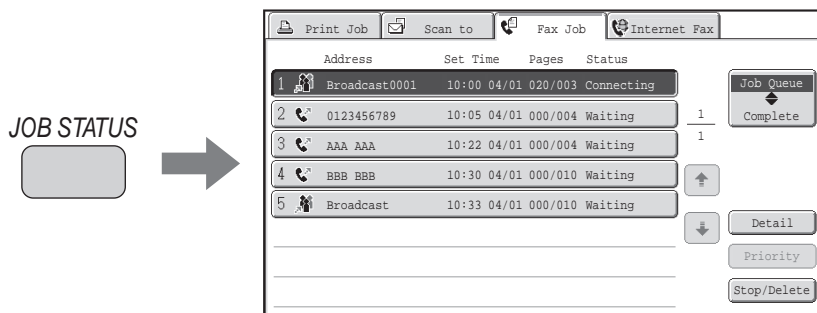 JOB STATUS
Print Job Scan to Fax Job Internet Fax
Address Set Time Pages Status
1 Broadcast0001 10:00 04/01 020/003 Connecting
2 0123456789 10:05 04/01 000/004 Waiting
3 AAA AAA 10:22 04/01 000/004 Waiting
4 BBB BBB 10:30 04/01 000/010 Waiting
5 Broadcast 10:33 04/01 000/010 Waiting
1
1
Job Queue
Complete
Detail
Priority
Stop/Delete